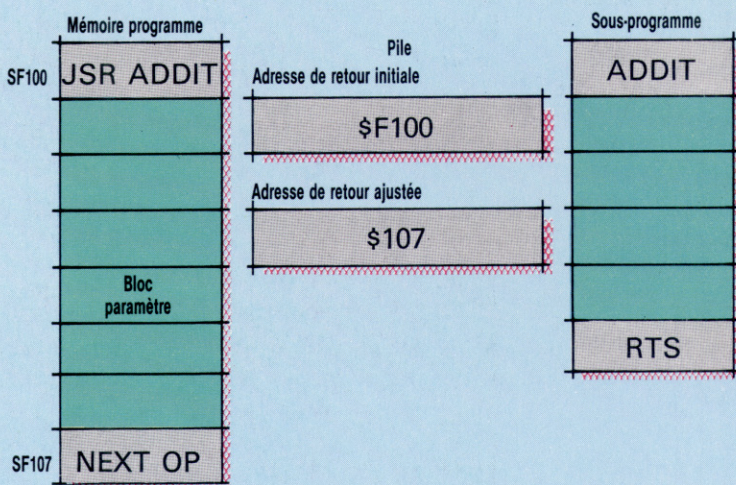 Mémoire programme
SF100
JSR ADDIT
Bloc
paramètre
SF107
NEXT OP
Pile
Adresse de retour initiale
$F100
Adresse de retour ajustée
$107
Sous-programme
ADDIT
RTS